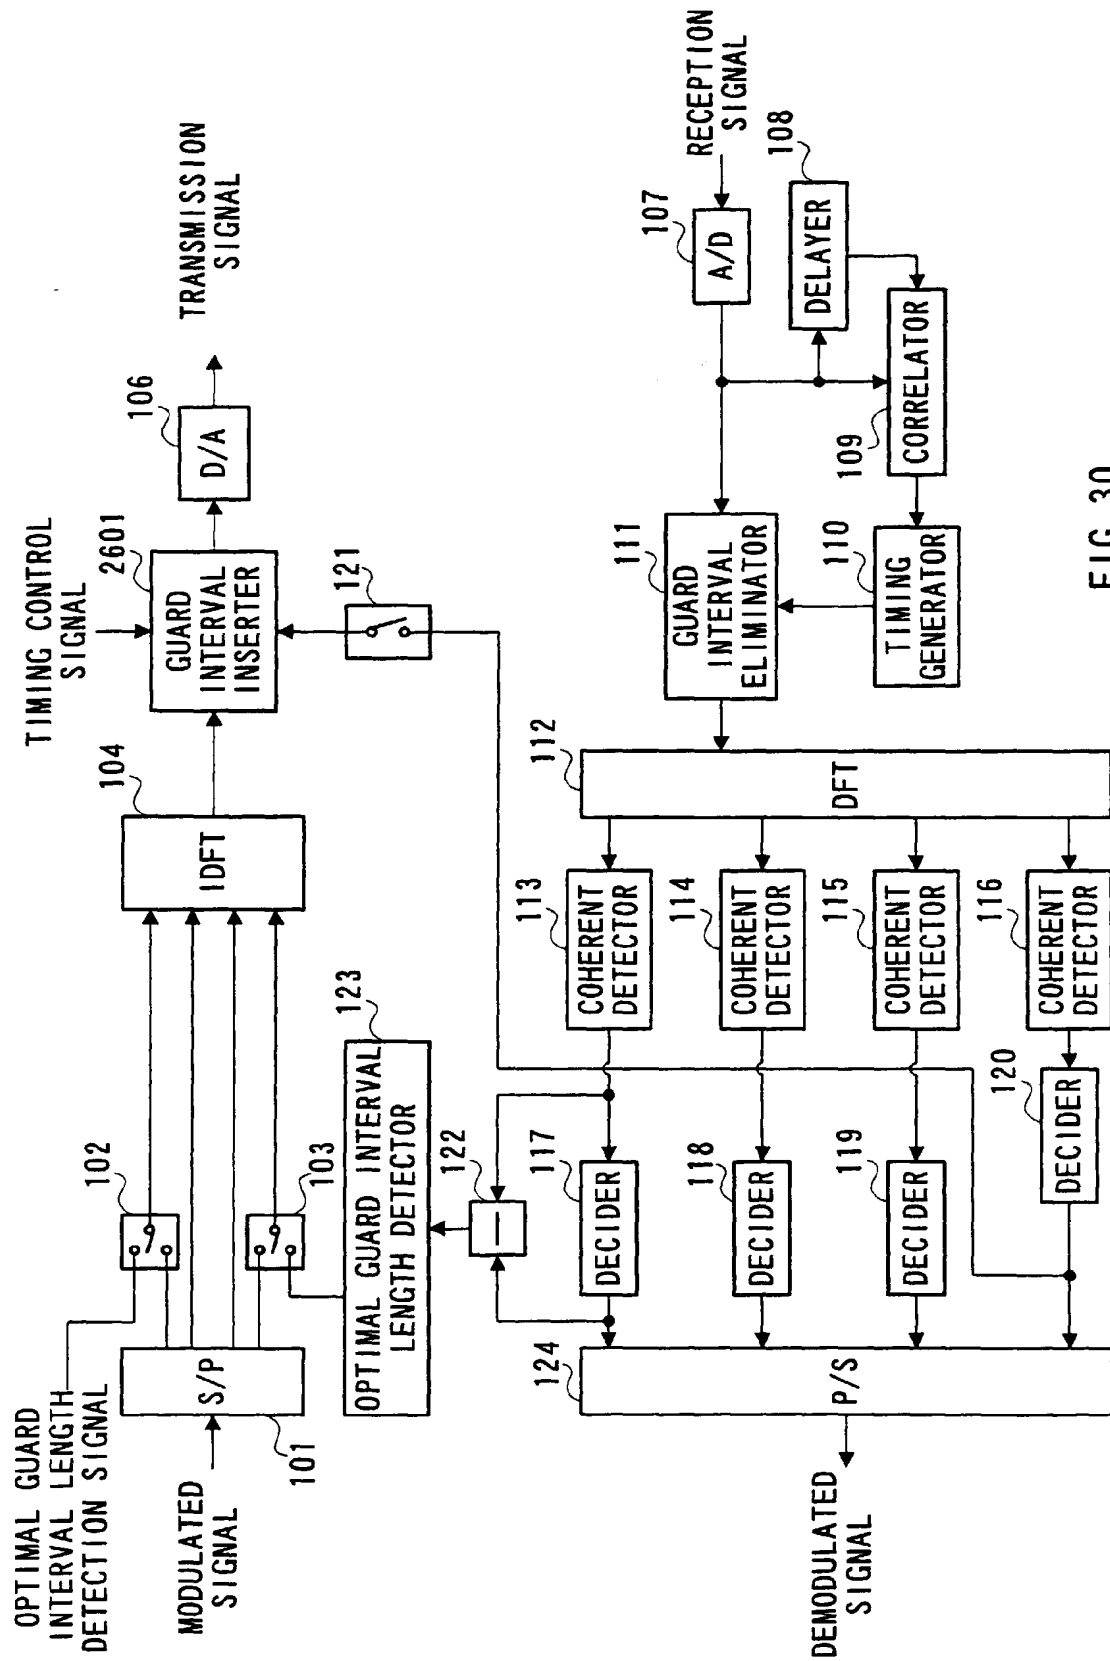 OPTIMAL GUARD
INTERVAL LENGTH
DETECTION SIGNAL
MODULATED
SIGNAL
101
S/P
102
103
104
IDFT
TIMING CONTROL
SIGNAL
2601
GUARD
INTERVAL
INSERTER
106
D/A
TRANSMISSION
SIGNAL
121
123
OPTIMAL GUARD INTERVAL
LENGTH DETECTOR
122
DEMODULATED
SIGNAL
124
P/S
117
DECIDER
118
DECIDER
119
DECIDER
120
DECIDER
113
COHERENT
DETECTOR
114
COHERENT
DETECTOR
115
COHERENT
DETECTOR
116
COHERENT
DETECTOR
112
DFT
111
GUARD
INTERVAL
ELIMINATOR
110
TIMING
GENERATOR
109
CORRELATOR
108
DELAYER
107
A/D
RECEPTION
SIGNAL
FIG. 30